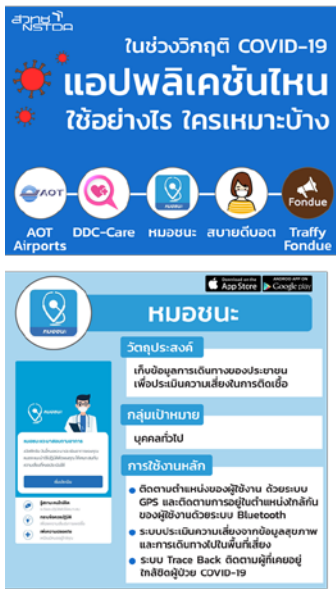 สวทช
NSTDA
ในช่วงวิกฤติ COVID-19
แอปพลิเคชันไหน
ใช้อย่างไร ใครเหมาะบ้าง
AOT
หมอชนะ
Fondue
AOT Airports
DDC-Care
หมอชนะ
สบายดีบอต
Traffy Fondue
Download on the App Store
ANDROID APP ON Google play
หมอชนะ
หมอชนะ
วัตถุประสงค์
เก็บข้อมูลการเดินทางของประชาชน
เพื่อประเมินความเสี่ยงในการติดเชื้อ
กลุ่มเป้าหมาย
บุคคลทั่วไป
การใช้งานหลัก
ติดตามตำแหน่งของผู้ใช้งาน ด้วยระบบ
GPS และติดตามการอยู่ในตำแหน่งใกล้กัน
ของผู้ใช้งานด้วยระบบ Bluetooth
ระบบประเมินความเสี่ยงจากข้อมูลสุขภาพ
และการเดินทางไปในพื้นที่เสี่ยง
ระบบ Trace Back ติดตามผู้ที่เคยอยู่
ใกล้ชิดผู้ป่วย COVID-19